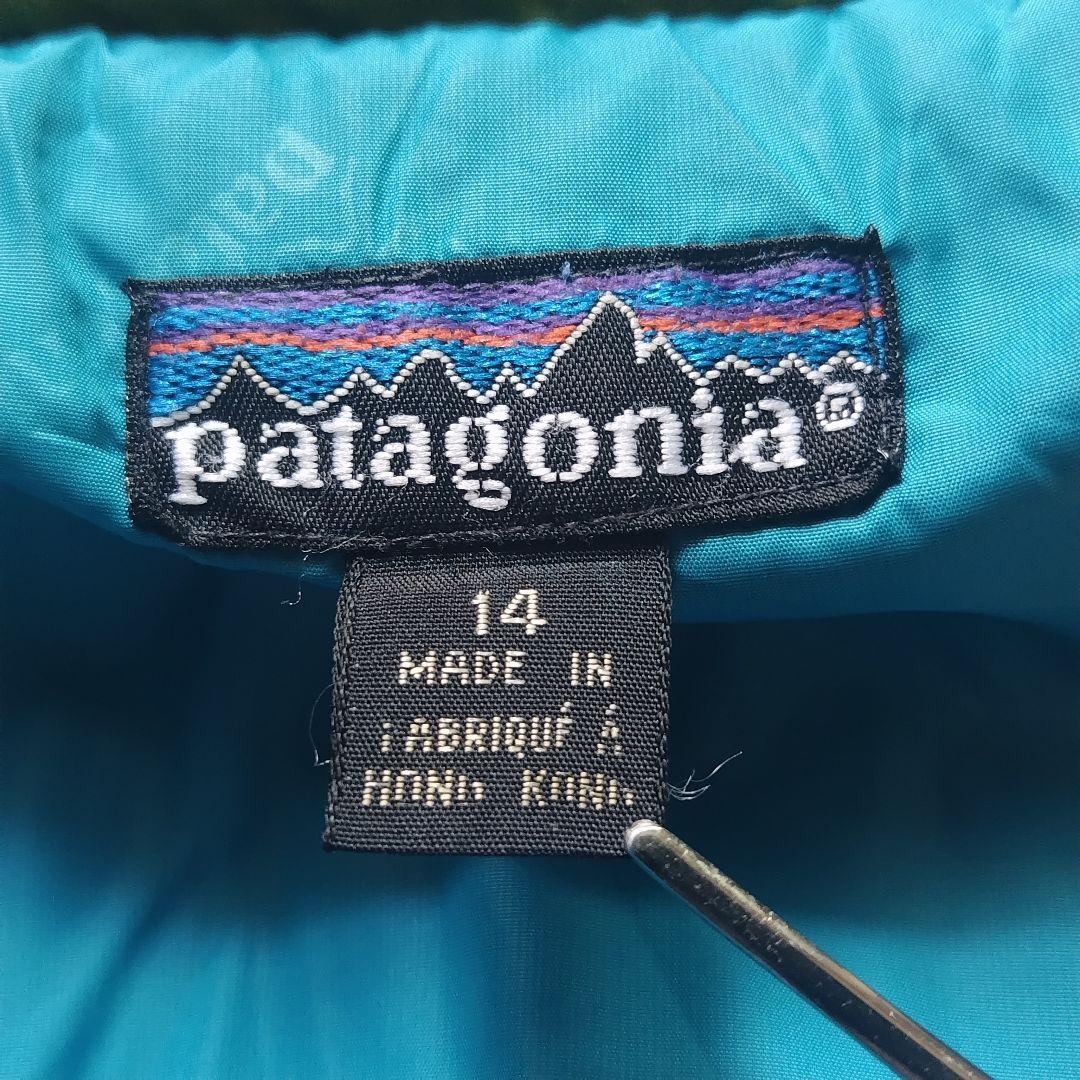 patagonia®
14
MADE IN
FABRIQUÉ À
HONG KONG